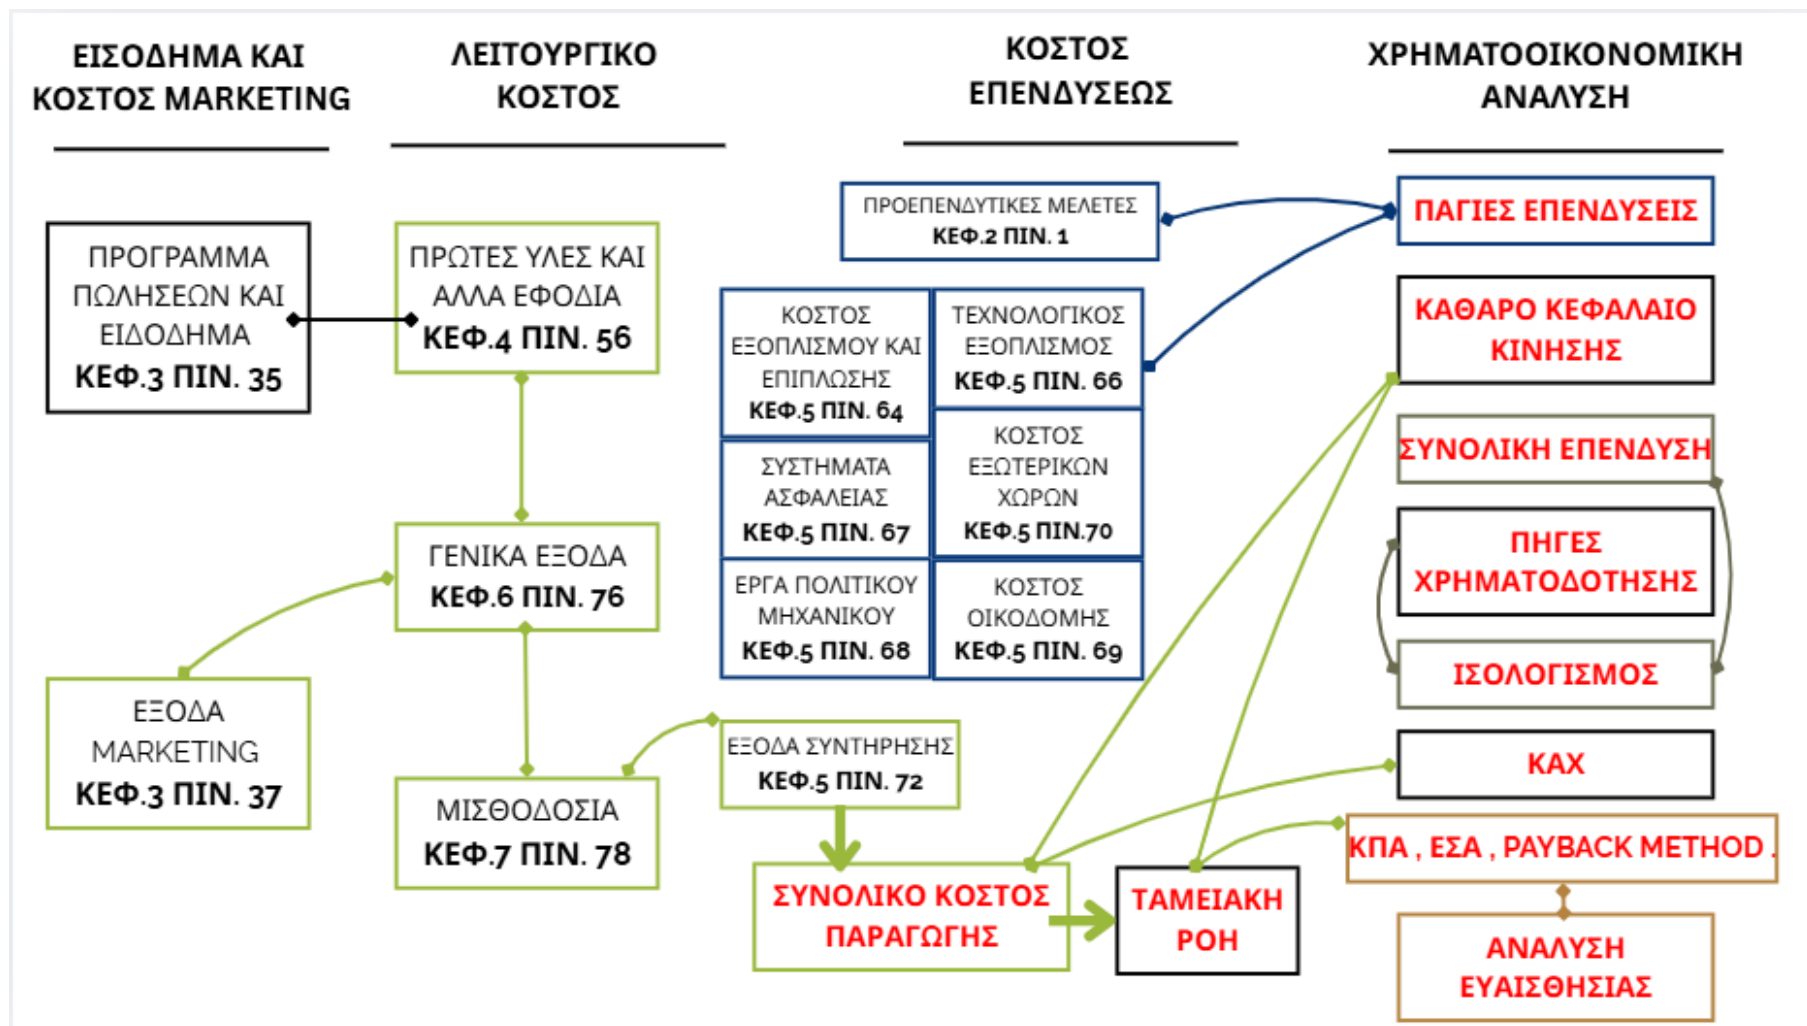 ΕΙΣΟΔΗΜΑ ΚΑΙ
ΚΟΣΤΟΣ MARKETING
ΛΕΙΤΟΥΡΓΙΚΟ
ΚΟΣΤΟΣ
ΚΟΣΤΟΣ
ΕΠΕΝΔΥΣΕΩΣ
ΧΡΗΜΑΤΟΟΙΚΟΝΟΜΙΚΗ
ΑΝΑΛΥΣΗ
ΠΡΟΓΡΑΜΜΑ
ΠΩΛΗΣΕΩΝ ΚΑΙ
ΕΙΔΟΔΗΜΑ
ΚΕΦ.3 ΠΙΝ. 35
ΕΞΟΔΑ
MARKETING
ΚΕΦ.3 ΠΙΝ. 37
ΠΡΩΤΕΣ ΥΛΕΣ ΚΑΙ
ΑΛΛΑ ΕΦΟΔΙΑ
ΚΕΦ.4 ΠΙΝ. 56
ΓΕΝΙΚΑ ΕΞΟΔΑ
ΚΕΦ.6 ΠΙΝ. 76
ΜΙΣΘΟΔΟΣΙΑ
ΚΕΦ.7 ΠΙΝ. 78
ΠΡΟΕΠΕΝΔΥΤΙΚΕΣ ΜΕΛΕΤΕΣ
ΚΕΦ.2 ΠΙΝ. 1
ΚΟΣΤΟΣ
ΕΞΟΠΛΙΣΜΟΥ ΚΑΙ
ΕΠΙΠΛΩΣΗΣ
ΚΕΦ.5 ΠΙΝ. 64
ΤΕΧΝΟΛΟΓΙΚΟΣ
ΕΞΟΠΛΙΣΜΟΣ
ΚΕΦ.5 ΠΙΝ. 66
ΣΥΣΤΗΜΑΤΑ
ΑΣΦΑΛΕΙΑΣ
ΚΕΦ.5 ΠΙΝ. 67
ΚΟΣΤΟΣ
ΕΞΩΤΕΡΙΚΩΝ
ΧΩΡΩΝ
ΚΕΦ.5 ΠΙΝ.70
ΕΡΓΑ ΠΟΛΙΤΙΚΟΥ
ΜΗΧΑΝΙΚΟΥ
ΚΕΦ.5 ΠΙΝ. 68
ΚΟΣΤΟΣ
ΟΙΚΟΔΟΜΗΣ
ΚΕΦ.5 ΠΙΝ. 69
ΕΞΟΔΑ ΣΥΝΤΗΡΗΣΗΣ
ΚΕΦ.5 ΠΙΝ. 72
ΣΥΝΟΛΙΚΟ ΚΟΣΤΟΣ
ΠΑΡΑΓΩΓΗΣ
ΤΑΜΕΙΑΚΗ
ΡΟΗ
ΠΑΓΙΕΣ ΕΠΕΝΔΥΣΕΙΣ
ΚΑΘΑΡΟ ΚΕΦΑΛΑΙΟ
ΚΙΝΗΣΗΣ
ΣΥΝΟΛΙΚΗ ΕΠΕΝΔΥΣΗ
ΠΗΓΕΣ
ΧΡΗΜΑΤΟΔΟΤΗΣΗΣ
ΙΣΟΛΟΓΙΣΜΟΣ
ΚΑΧ
ΚΠΑ , ΕΣΑ , PAYBACK METHOD .
ΑΝΑΛΥΣΗ
ΕΥΑΙΣΘΗΣΙΑΣ